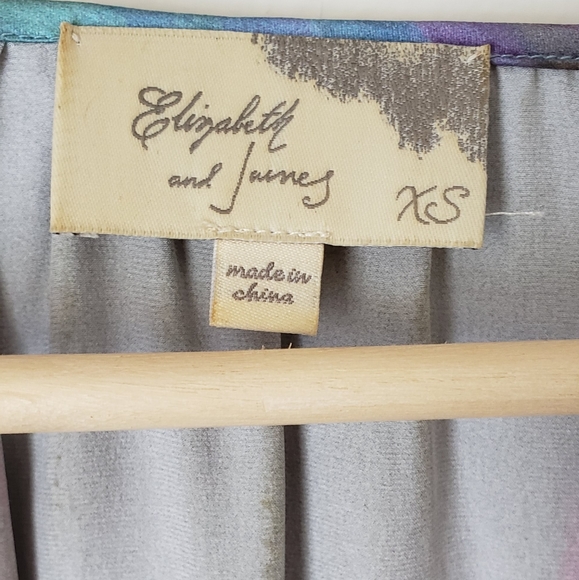 Elizabeth
and James
XS
made in
china